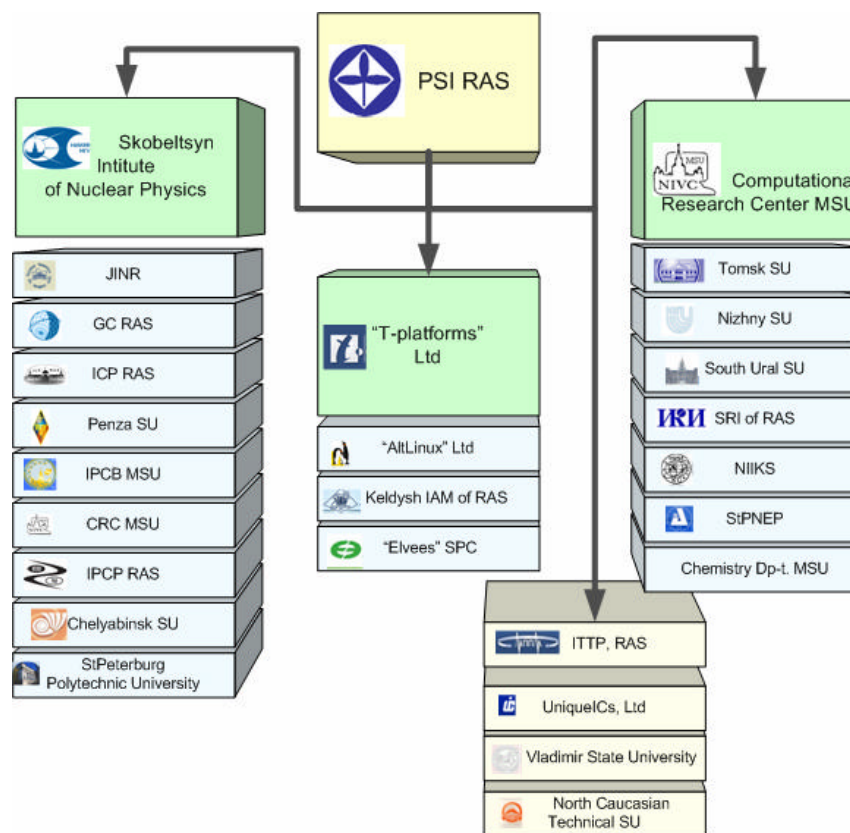 PSI RAS
Skobeltsyn
Intitute
of Nuclear Physics
JINR
GC RAS
ICP RAS
Penza SU
IPCB MSU
CRC MSU
IPCP RAS
Chelyabinsk SU
StPeterburg
Polytechnic University
"T-platforms"
Ltd
"AltLinux" Ltd
Keldysh IAM of RAS
"Elvees" SPC
MSU
NIVC
Computationa
Research Center MSU
Tomsk SU
Nizhny SU
South Ural SU
ИКИ SRI of RAS
NIIKS
StPNEP
Chemistry Dp-t. MSU
ITTP, RAS
UniqueICs, Ltd
Vladimir State University
North Caucasian
Technical SU